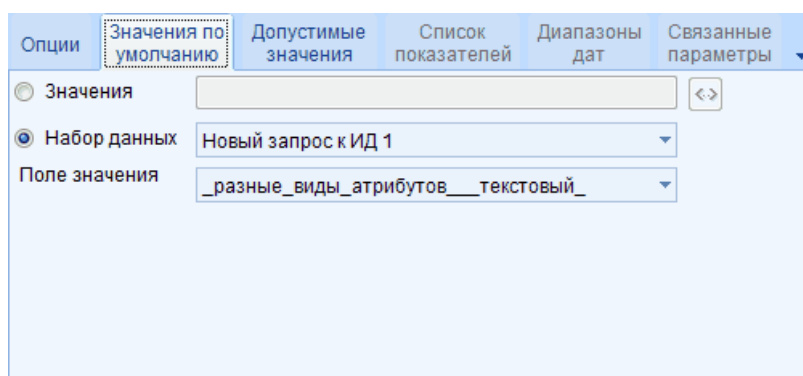 Опции
Значения по
умолчанию
Допустимые
значения
Список
показателей
Диапазоны
дат
Связанные
параметры
Значения
Набор данных
Новый запрос к ИД 1
Поле значения
_разные_виды_атрибутов___текстовый_